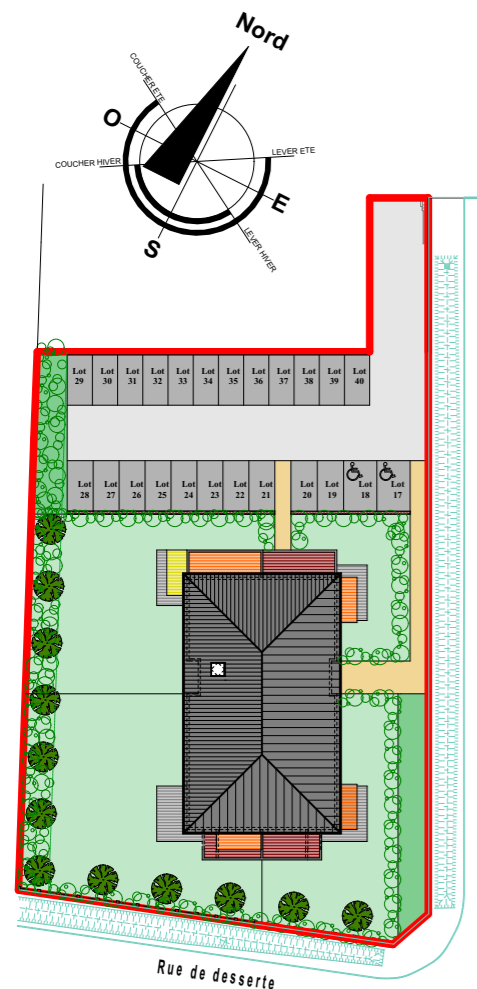 Nord
COUCHER ETE
O
COUCHER HIVER
LEVER ETE
E
S
LEVER HIVER
Lot 29
Lot 30
Lot 31
Lot 32
Lot 33
Lot 34
Lot 35
Lot 36
Lot 37
Lot 38
Lot 39
Lot 40
Lot 28
Lot 27
Lot 26
Lot 25
Lot 24
Lot 23
Lot 22
Lot 21
Lot 20
Lot 19
Lot 18
Lot 17
Rue de desserte